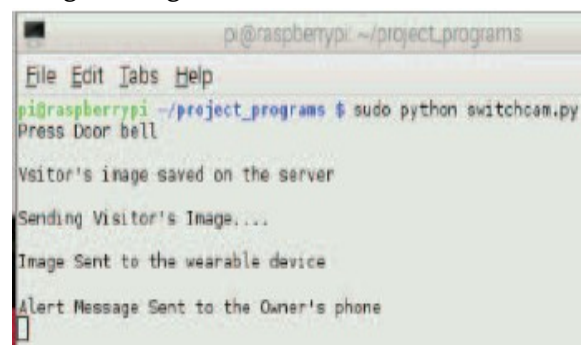 pi@raspberrypi: ~/project_programs
File Edit Tabs Help
pi@raspberrypi ~/project_programs $ sudo python switchcam.py
Press Door bell
Vsitor's image saved on the server
Sending Visitor's Image....
Image Sent to the wearable device
Alert Message Sent to the Owner's phone